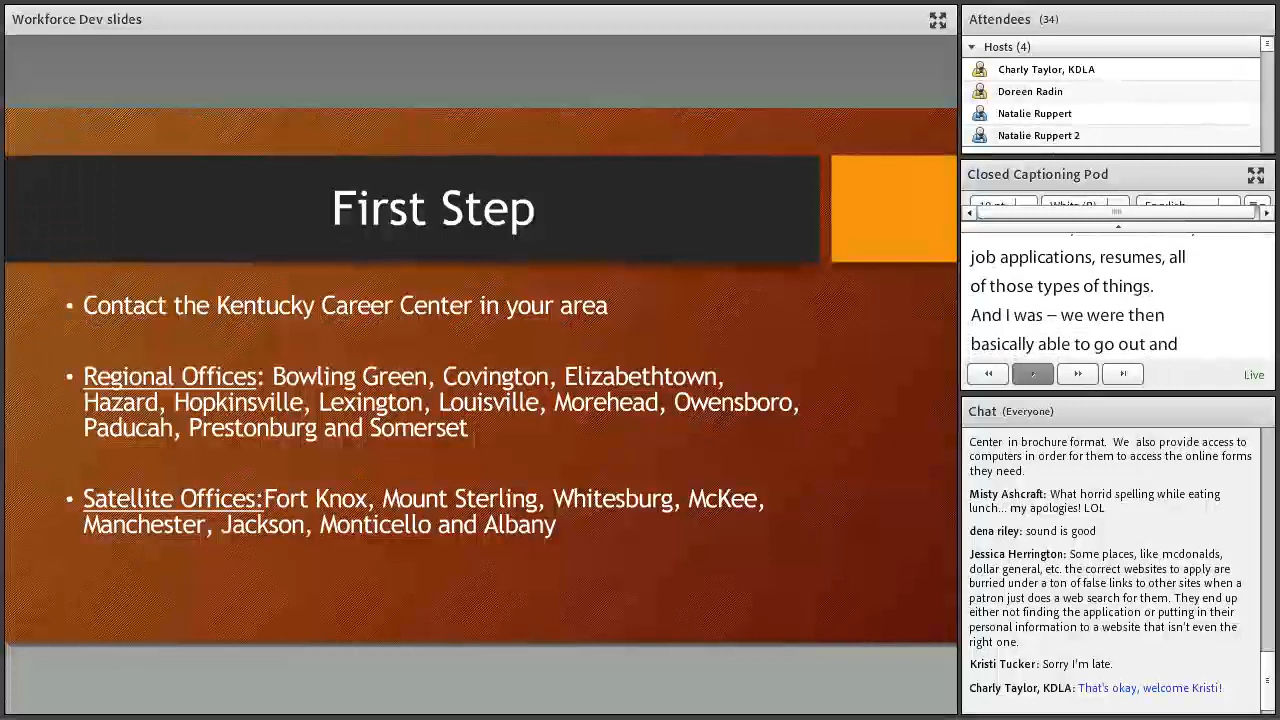 Workforce Dev slides
First Step
• Contact the Kentucky Career Center in your area
• Regional Offices: Bowling Green, Covington, Elizabethtown,
Hazard, Hopkinsville, Lexington, Louisville, Morehead, Owensboro,
Paducah, Prestonburg and Somerset
• Satellite Offices:Fort Knox, Mount Sterling, Whitesburg, McKee,
Manchester, Jackson, Monticello and Albany
Attendees (34)
Hosts (4)
Charly Taylor, KDLA
Doreen Radin
Natalie Ruppert
Natalie Ruppert 2
Closed Captioning Pod
job applications, resumes, all
of those types of things.
And I was – we were then
basically able to go out and
Live
Chat (Everyone)
Center in brochure format. We also provide access to
computers in order for them to access the online forms
they need.
Misty Ashcraft: What horrid spelling while eating
lunch... my apologies! LOL
dena riley: sound is good
Jessica Herrington: Some places, like mcdonalds,
dollar general, etc. the correct websites to apply are
burried under a ton of false links to other sites when a
patron just does a web search for them. They end up
either not finding the application or putting in their
personal information to a website that isn't even the
right one.
Kristi Tucker: Sorry I'm late.
Charly Taylor, KDLA: That's okay, welcome Kristi!